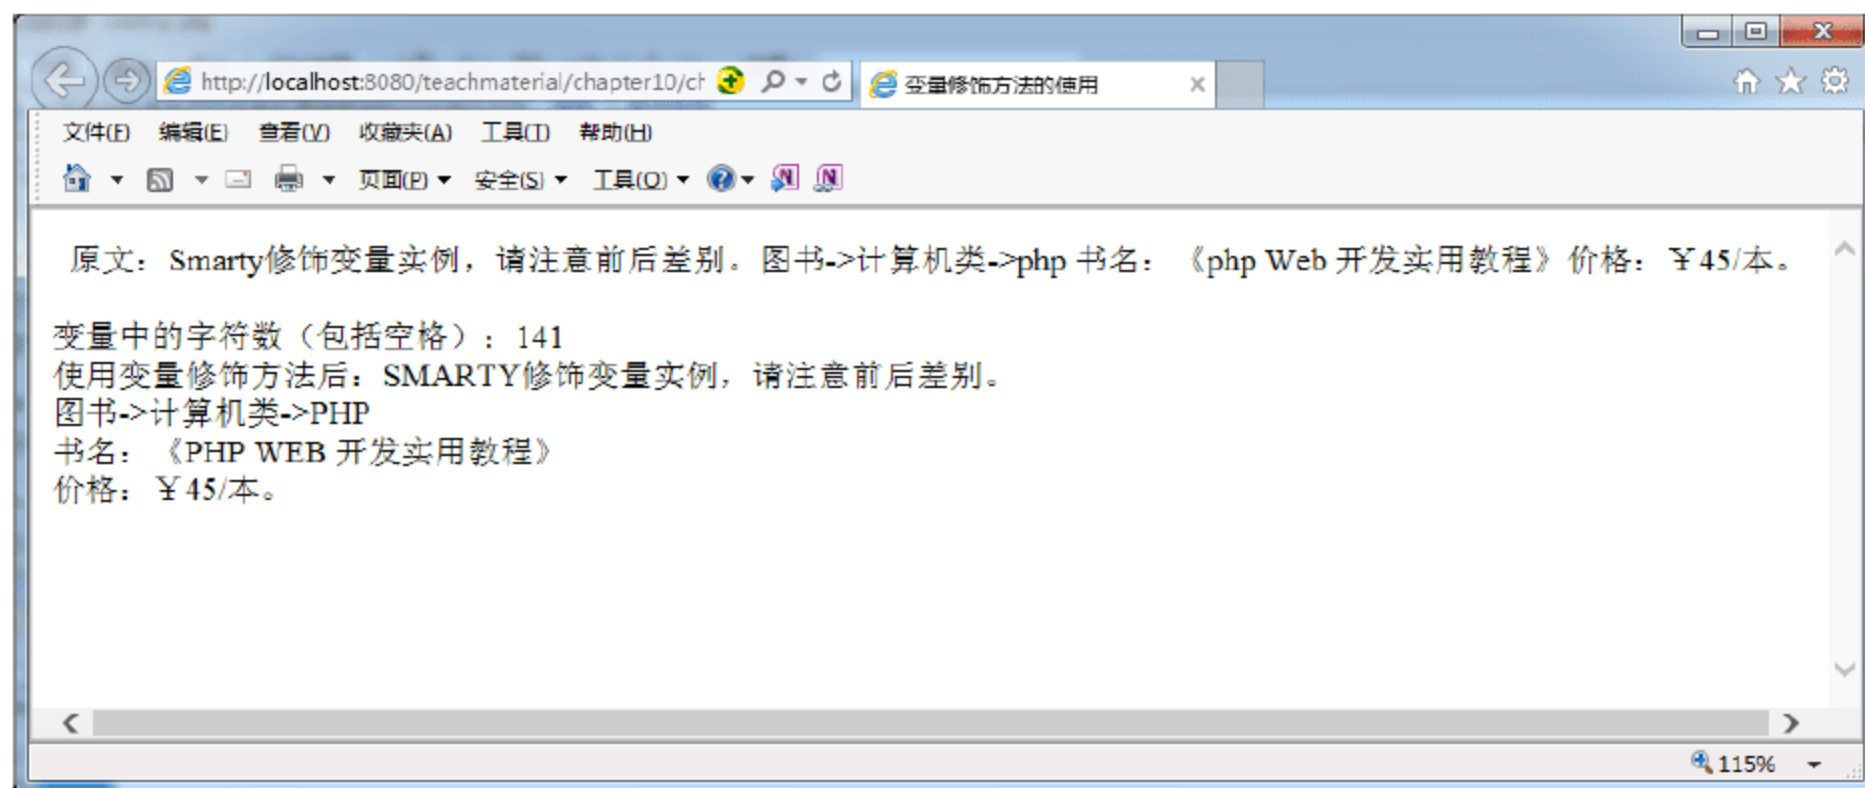 http://localhost:8080/teachmaterial/chapter10/ch
变量修饰方法的使用
文件(F) 编辑(E) 查看(V) 收藏夹(A) 工具(T) 帮助(H)
页面(P) 安全(S) 工具(O)
原文：Smarty修饰变量实例，请注意前后差别。图书->计算机类->php 书名：《php Web 开发实用教程》价格：￥45/本。
变量中的字符数（包括空格）：141
使用变量修饰方法后：SMARTY修饰变量实例，请注意前后差别。
图书->计算机类->PHP
书名：《PHP WEB 开发实用教程》
价格：￥45/本。
115%